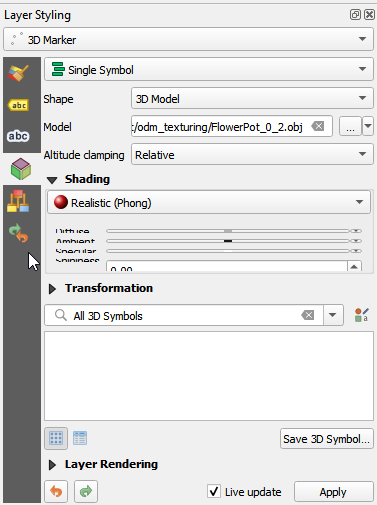 Layer Styling
3D Marker
abc
Single Symbol
Shape
3D Model
abc
Model
:/odm_texturing/FlowerPot_0_2.obj
...
Altitude clamping
Relative
Shading
Realistic (Phong)
Diffuse
Ambient
Specular
Shininess
0.00
Transformation
All 3D Symbols
a
Save 3D Symbol...
Layer Rendering
Live update
Apply